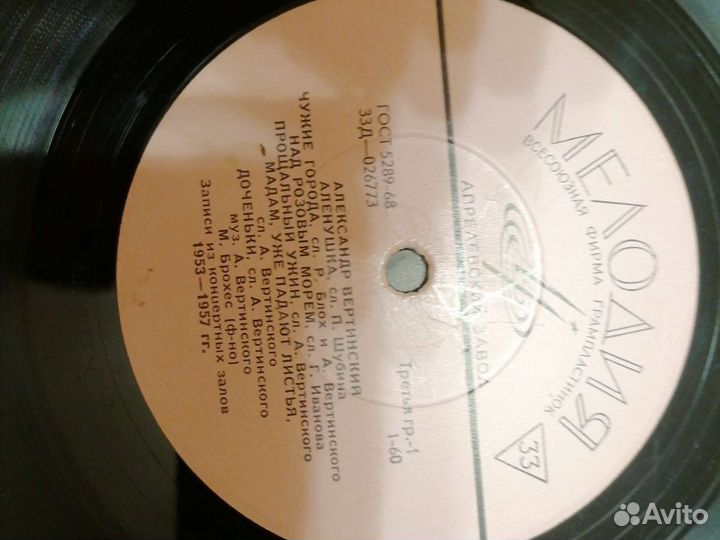 МЕЛОДИЯ
ВСЕСОЮЗНАЯ ФИРМА ГРАМПЛАСТИНОК
33
АПРЕЛЕВСКИЙ ЗАВОД
ГОСТ 5289-68
33Д—026773
Третья гр.-1
1-60
АЛЕКСАНДР ВЕРТИНСКИЙ
АЛЕНУШКА, сл. П. Шубина
ЧУЖИЕ ГОРОДА, сл. Р. Блох и А. Вертинского
НАД РОЗОВЫМ МОРЕМ, сл. Г. Иванова
ПРОЩАЛЬНЫЙ УЖИН, сл. А. Вертинского
МАДАМ, УЖЕ ПАДАЮТ ЛИСТЬЯ,
сл. А. Вертинского
ДОЧЕНЬКИ, сл. А. Вертинского
муз. А. Вертинского
М. Брохес (ф-но)
Записи из концертных залов
1953—1957 гг.
Avito